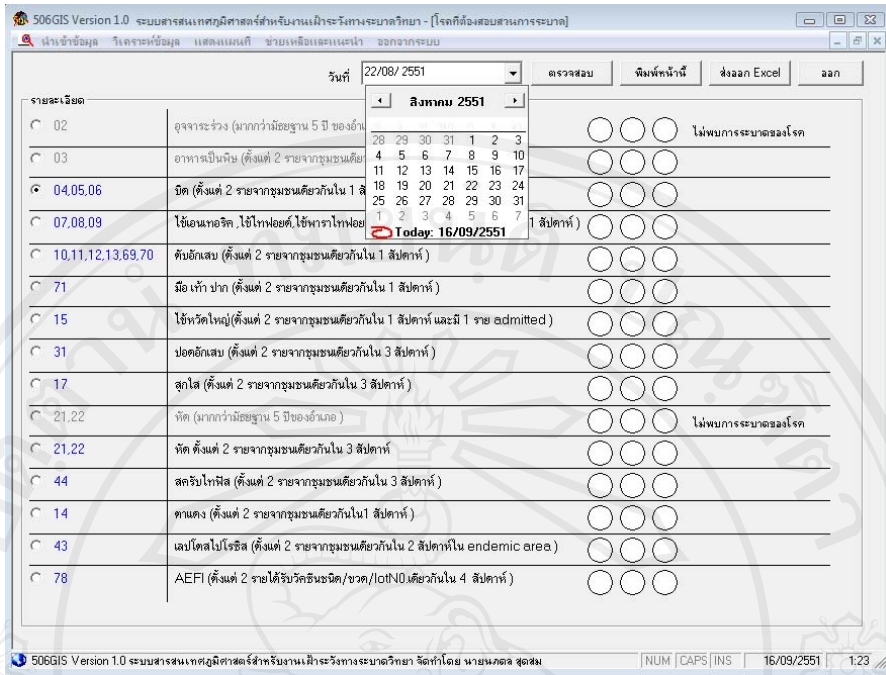 506GIS Version 1.0 ระบบสารสนเทศภูมิศาสตร์สำหรับงานเฝ้าระวังทางระบาดวิทยา - [โรคที่ต้องสอบสวนการระบาด]
นำเข้าข้อมูล วิเคราะห์ข้อมูล แสดงแผนที่ ช่วยเหลือและแนะนำ ออกจากระบบ
วันที่ 22/08/ 2551 ตรวจสอบ พิมพ์หน้านี้ ส่งออก Excel ออก
สิงหาคม 2551
28 29 30 31 1 2 3
4 5 6 7 8 9 10
11 12 13 14 15 16 17
18 19 20 21 22 23 24
25 26 27 28 29 30 31
1 2 3 4 5 6 7
Today: 16/09/2551
รายละเอียด
02 อุจจาระร่วง (มากกว่ามัธยฐาน 5 ปี ของอำเ ไม่พบการระบาดของโรค
03 อาหารเป็นพิษ (ตั้งแต่ 2 รายจากชุมชนเดีย
04,05,06 บิด (ตั้งแต่ 2 รายจากชุมชนเดียวกันใน 1 สั
07,08,09 ไข้เอนเทอริค ,ไข้ไทฟอยด์,ไข้พาราไทฟอย 1 สัปดาห์ )
10,11,12,13,69,70 ตับอักเสบ (ตั้งแต่ 2 รายจากชุมชนเดียวกันใน 1 สัปดาห์ )
71 มือ เท้า ปาก (ตั้งแต่ 2 รายจากชุมชนเดียวกันใน 1 สัปดาห์ )
15 ไข้หวัดใหญ่(ตั้งแต่ 2 รายจากชุมชนเดียวกันใน 1 สัปดาห์ และมี 1 ราย admitted )
31 ปอดอักเสบ (ตั้งแต่ 2 รายจากชุมชนเดียวกันใน 3 สัปดาห์ )
17 สุกใส (ตั้งแต่ 2 รายจากชุมชนเดียวกันใน 3 สัปดาห์ )
21,22 หัด (มากกว่ามัธยฐาน 5 ปีของอำเภอ ) ไม่พบการระบาดของโรค
21,22 หัด ตั้งแต่ 2 รายจากชุมชนเดียวกันใน 3 สัปดาห์
44 สครับไทฟัส (ตั้งแต่ 2 รายจากชุมชนเดียวกันใน 3 สัปดาห์ )
14 ตาแดง (ตั้งแต่ 2 รายจากชุมชนเดียวกันใน1 สัปดาห์ )
43 เลปโตสไปโรซิส (ตั้งแต่ 2 รายจากชุมชนเดียวกันใน 2 สัปดาห์ใน endemic area )
78 AEFI (ตั้งแต่ 2 รายได้รับวัคซีนชนิด/ขวด/lotN0.เดียวกันใน 4 สัปดาห์ )
506GIS Version 1.0 ระบบสารสนเทศภูมิศาสตร์สำหรับงานเฝ้าระวังทางระบาดวิทยา จัดทำโดย นายนภดล สุดสม NUM CAPS INS 16/09/2551 1:23